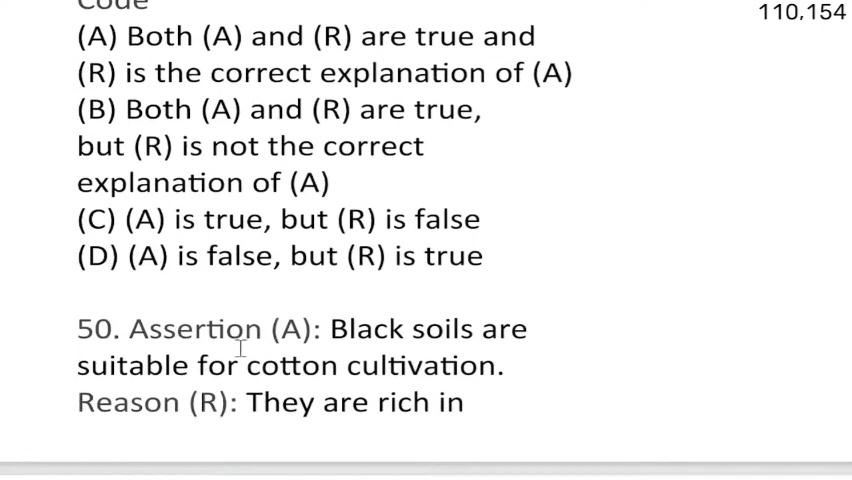 Code
110,154
(A) Both (A) and (R) are true and
(R) is the correct explanation of (A)
(B) Both (A) and (R) are true,
but (R) is not the correct
explanation of (A)
(C) (A) is true, but (R) is false
(D) (A) is false, but (R) is true
50. Assertion (A): Black soils are
suitable for cotton cultivation.
Reason (R): They are rich in